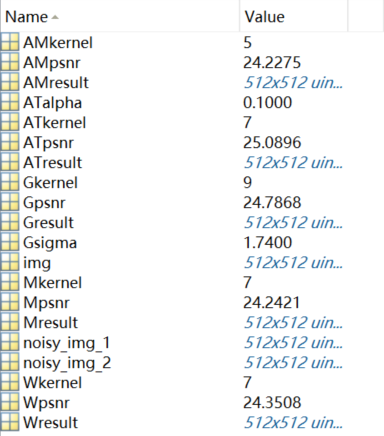 Name Value
AMkernel 5
AMpsnr 24.2275
AMresult 512x512 uin...
ATalpha 0.1000
ATkernel 7
ATpsnr 25.0896
ATresult 512x512 uin...
Gkernel 9
Gpsnr 24.7868
Gresult 512x512 uin...
Gsigma 1.7400
img 512x512 uin...
Mkernel 7
Mpsnr 24.2421
Mresult 512x512 uin...
noisy_img_1 512x512 uin...
noisy_img_2 512x512 uin...
Wkernel 7
Wpsnr 24.3508
Wresult 512x512 uin...